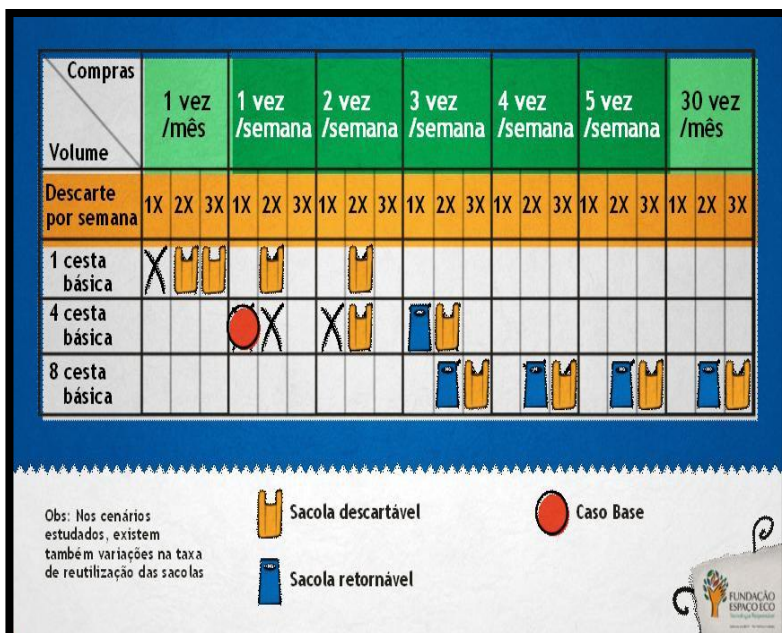 Compras
Volume
1 vez
/mês
1 vez
/semana
2 vez
/semana
3 vez
/semana
4 vez
/semana
5 vez
/semana
30 vez
/mês
Descarte
por semana
1X 2X 3X 1X 2X 3X 1X 2X 3X 1X 2X 3X 1X 2X 3X 1X 2X 3X 1X 2X 3X
1 cesta
básica
4 cesta
básica
8 cesta
básica
Obs: Nos cenários
estudados, existem
também variações na taxa
de reutilização das sacolas
Sacola descartável
Sacola retornável
Caso Base
FUNDAÇÃO
ESPAÇO ECO